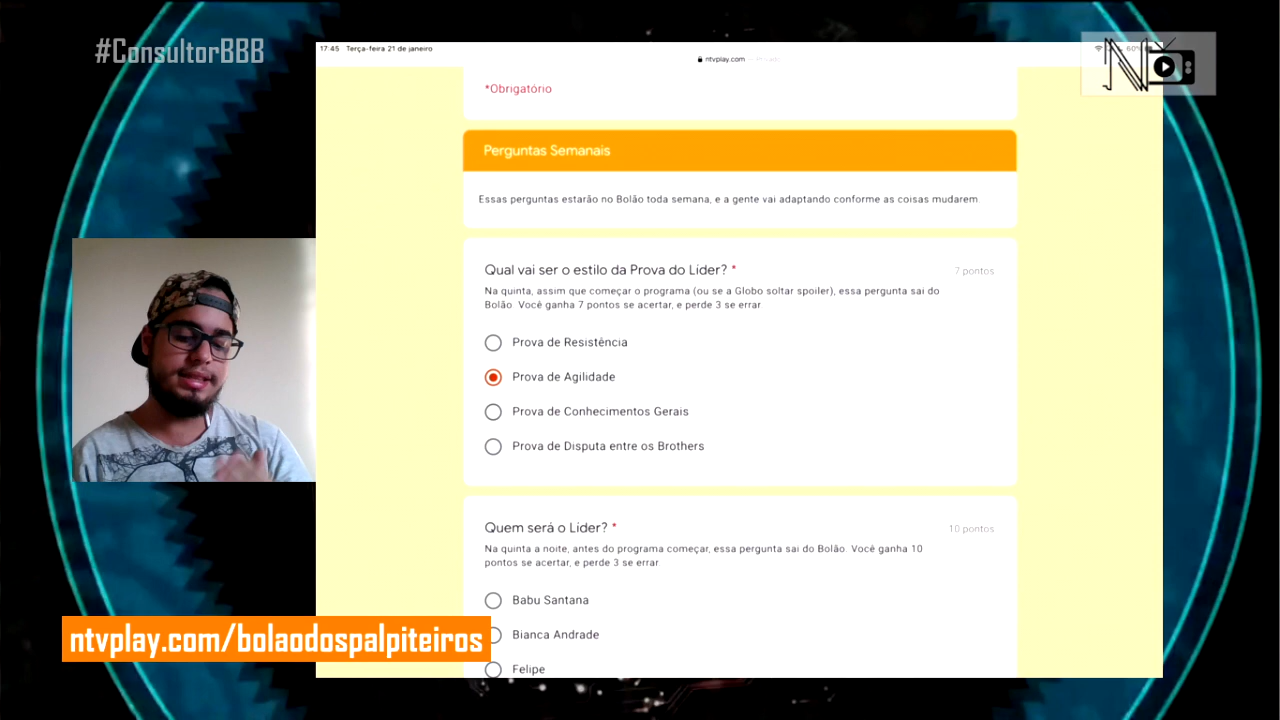 #ConsultorBBB
17:45 Terça-feira 21 de janeiro
ntvplay.com
60%
*Obrigatório
Perguntas Semanais
Essas perguntas estarão no Bolão toda semana, e a gente vai adaptando conforme as coisas mudarem.
Qual vai ser o estilo da Prova do Líder? *
7 pontos
Na quinta, assim que começar o programa (ou se a Globo soltar spoiler), essa pergunta sai do
Bolão. Você ganha 7 pontos se acertar, e perde 3 se errar
Prova de Resistência
Prova de Agilidade
Prova de Conhecimentos Gerais
Prova de Disputa entre os Brothers
Quem será o Líder? *
10 pontos
Na quinta a noite, antes do programa começar, essa pergunta sai do Bolão. Você ganha 10
pontos se acertar, e perde 3 se errar
Babu Santana
Bianca Andrade
Felipe
ntvplay.com/bolaodospalpiteiros